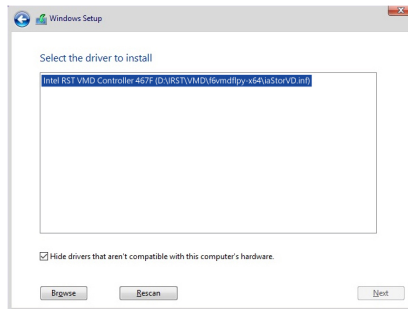 Windows Setup
Select the driver to install
Intel RST VMD Controller 467F (D:\IRST\VMD\f6vmdflpy-x64\iaStorVD.inf)
Hide drivers that aren't compatible with this computer's hardware.
Browse
Rescan
Next